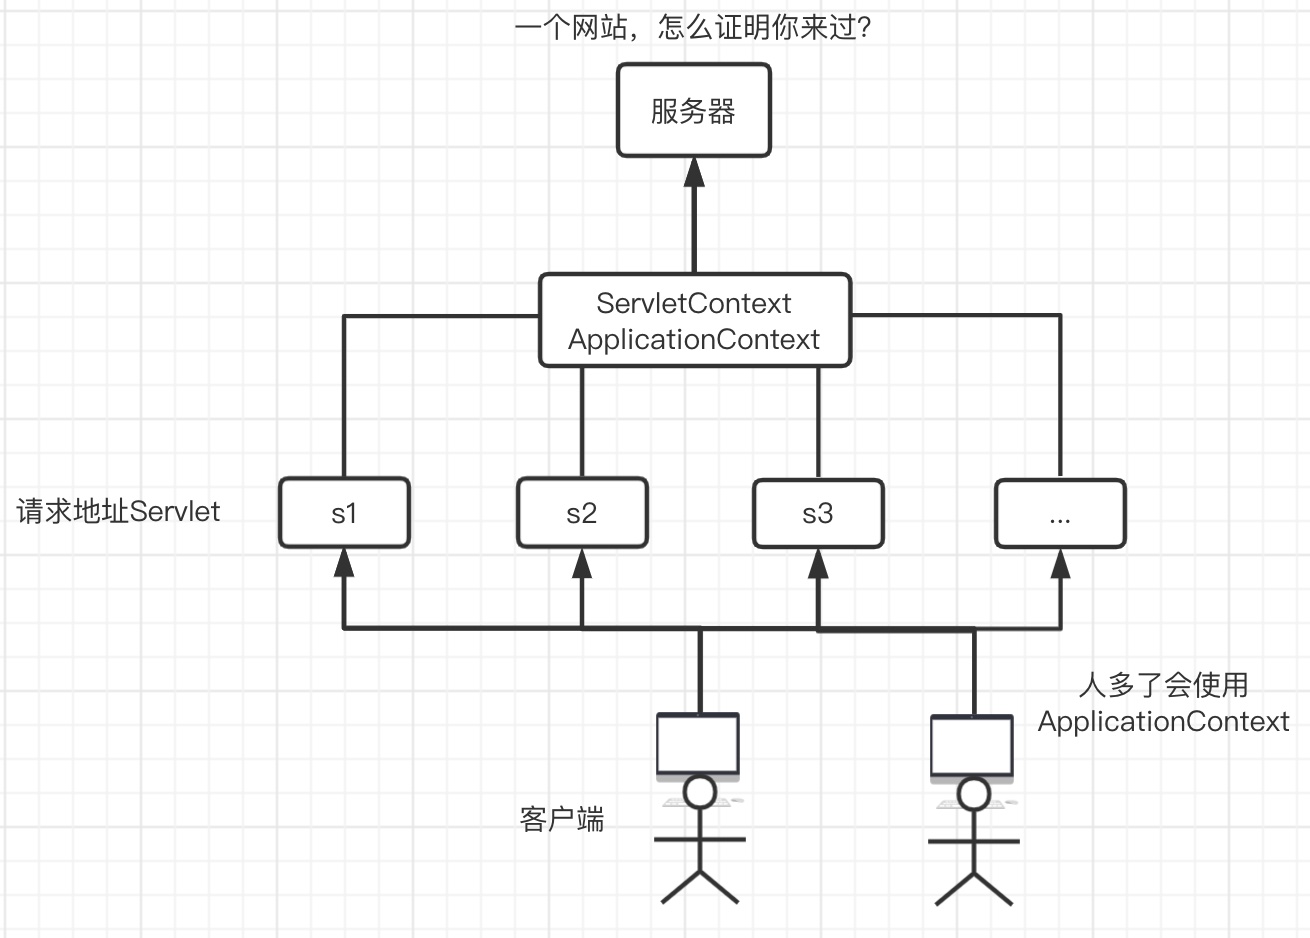 一个网站，怎么证明你来过?
服务器
ServletContext
ApplicationContext
请求地址Servlet
s1
s2
s3
...
人多了会使用
ApplicationContext
客户端